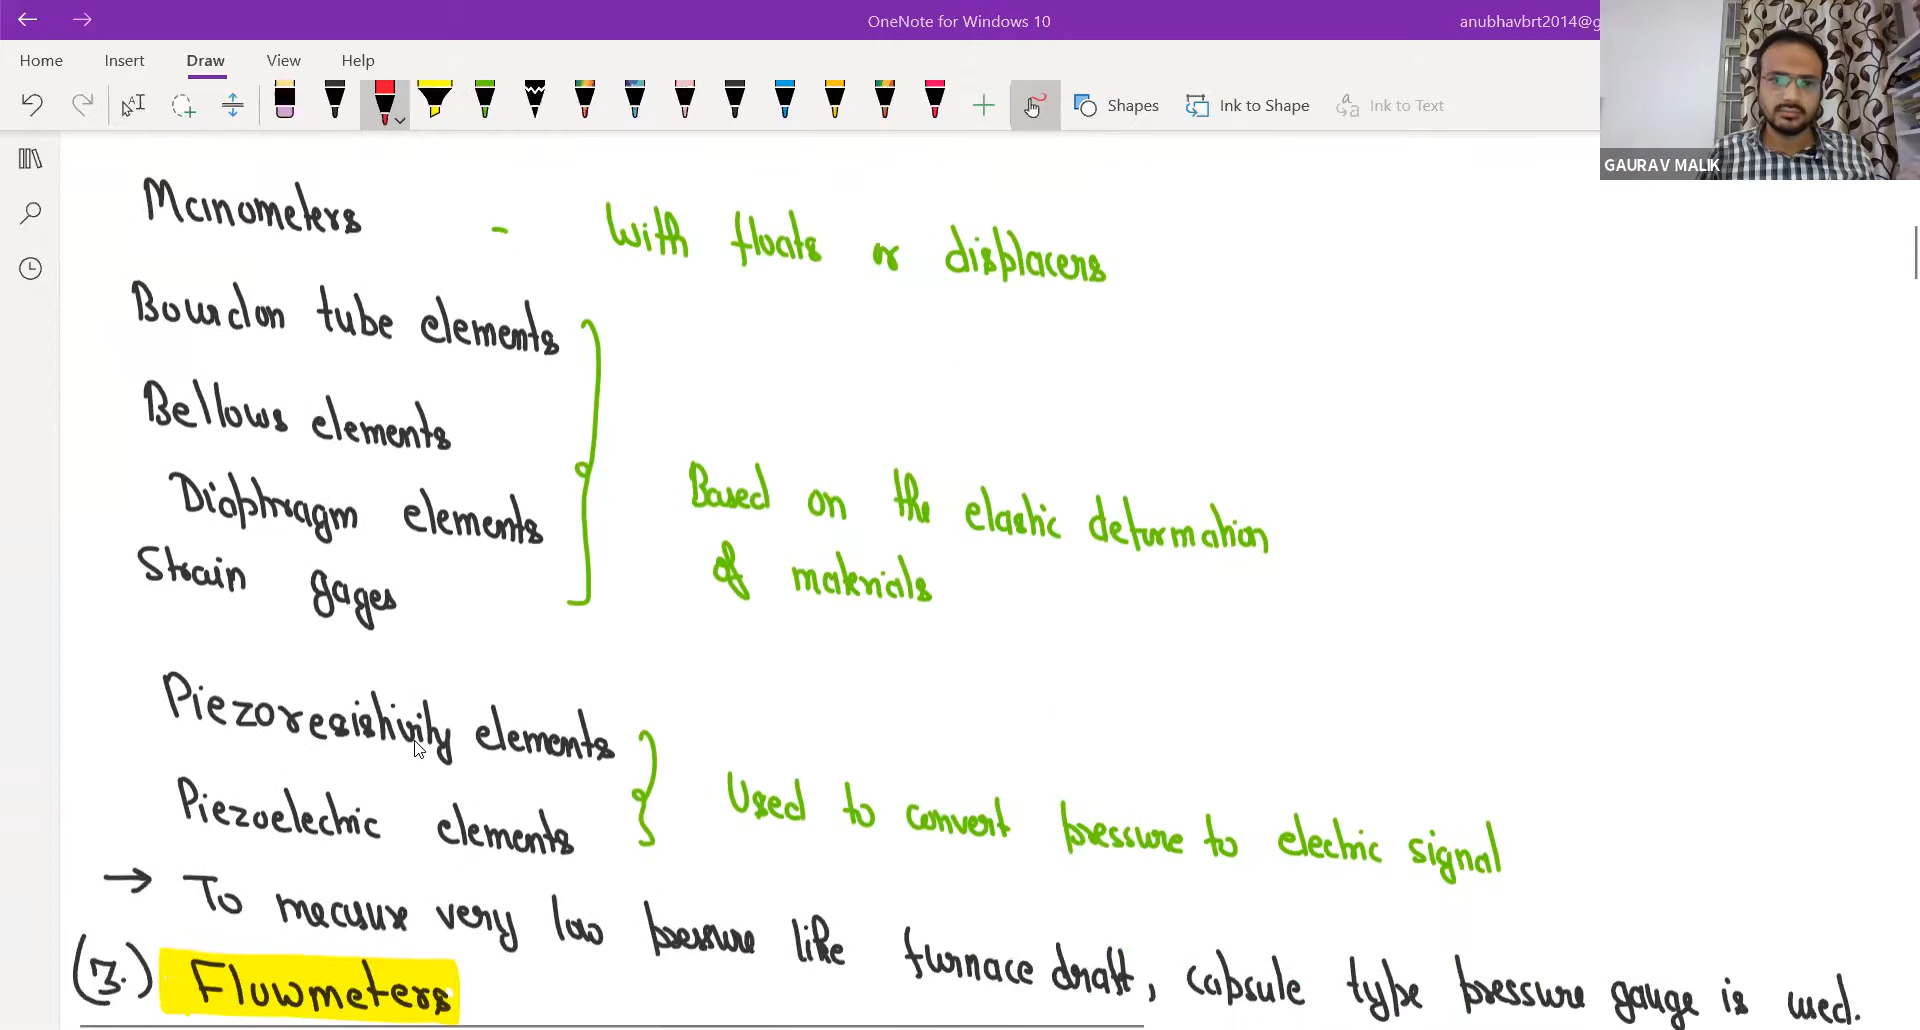 OneNote for Windows 10
anubhavbrt2014@g
Home Insert Draw View Help
Shapes Ink to Shape Ink to Text
GAURAV MALIK
Manometers - With floats or displacers
Bourdon tube elements
Bellows elements
Diaphragm elements
Strain gages
Based on the elastic deformation
of materials
Piezoresistivity elements
Piezoelectric elements
Used to convert pressure to electric signal
→ To measure very low pressure like furnace draft, capsule type pressure gauge is used.
(3.) Flowmeters